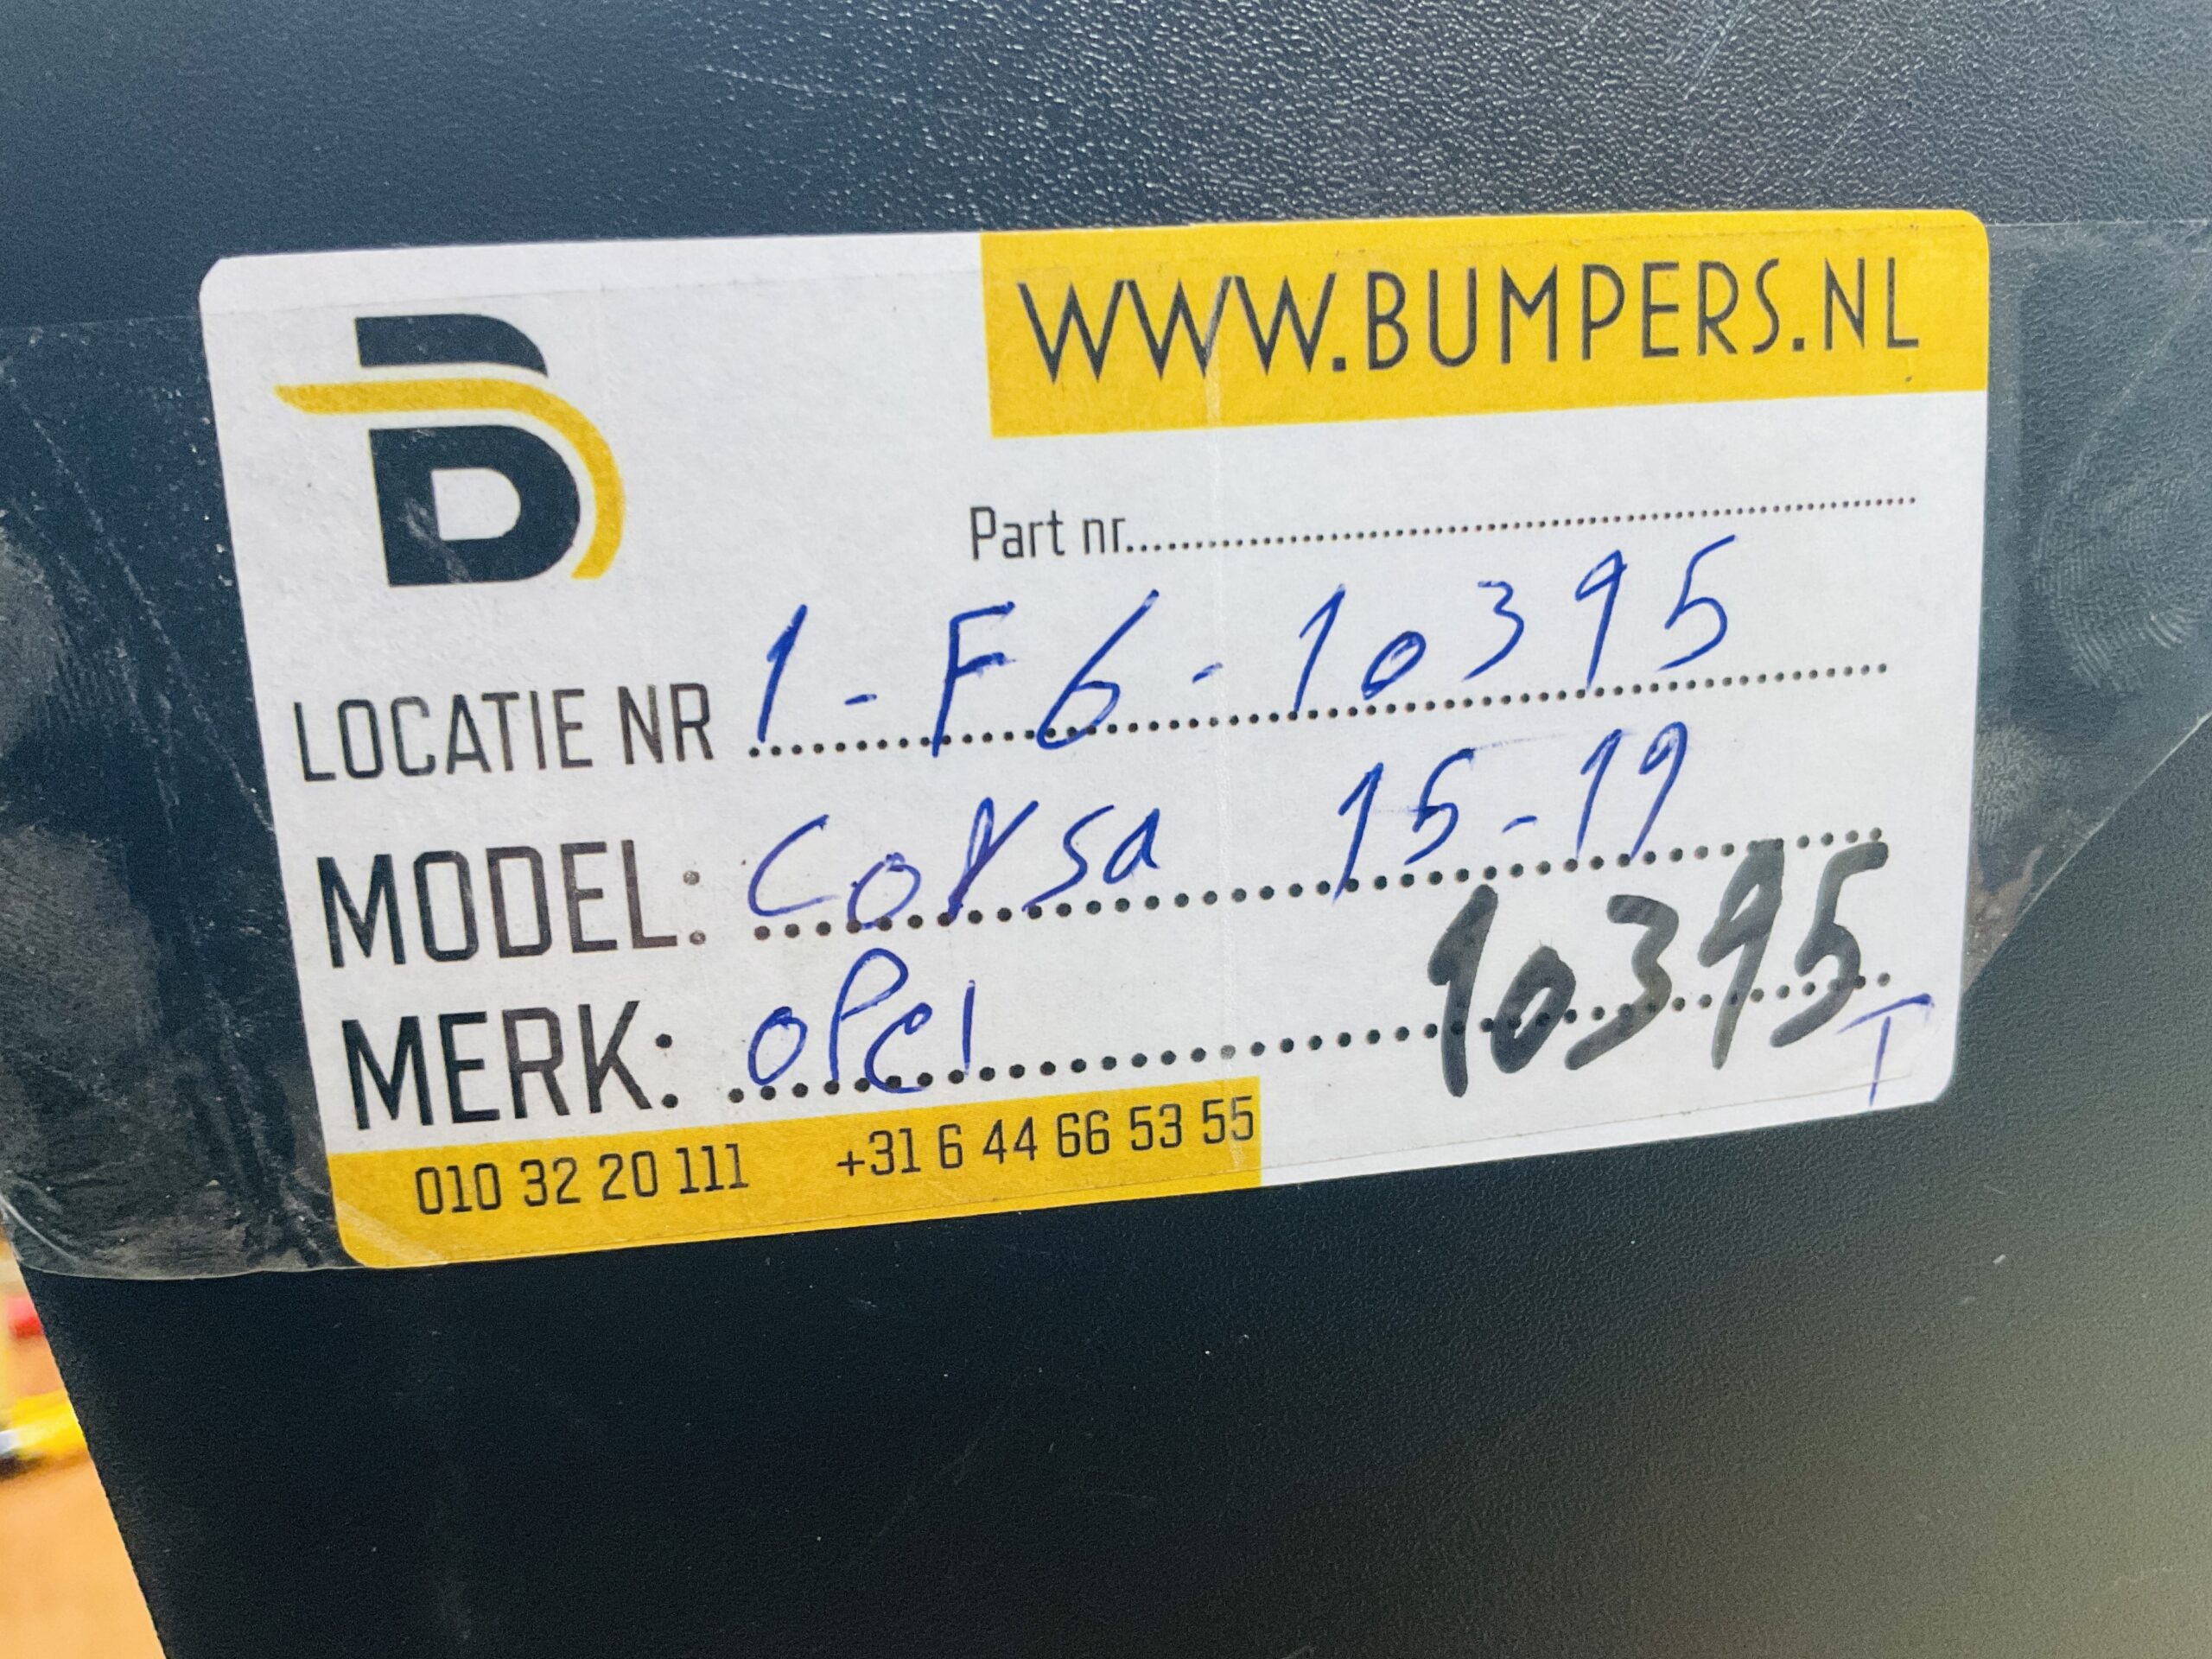 WWW.BUMPERS.NL
B
Part nr.......................................................
LOCATIE NR 1-F6-10395
MODEL: Corsa 15-19
MERK: oPel 10395
T
010 32 20 111 +31 6 44 66 53 55